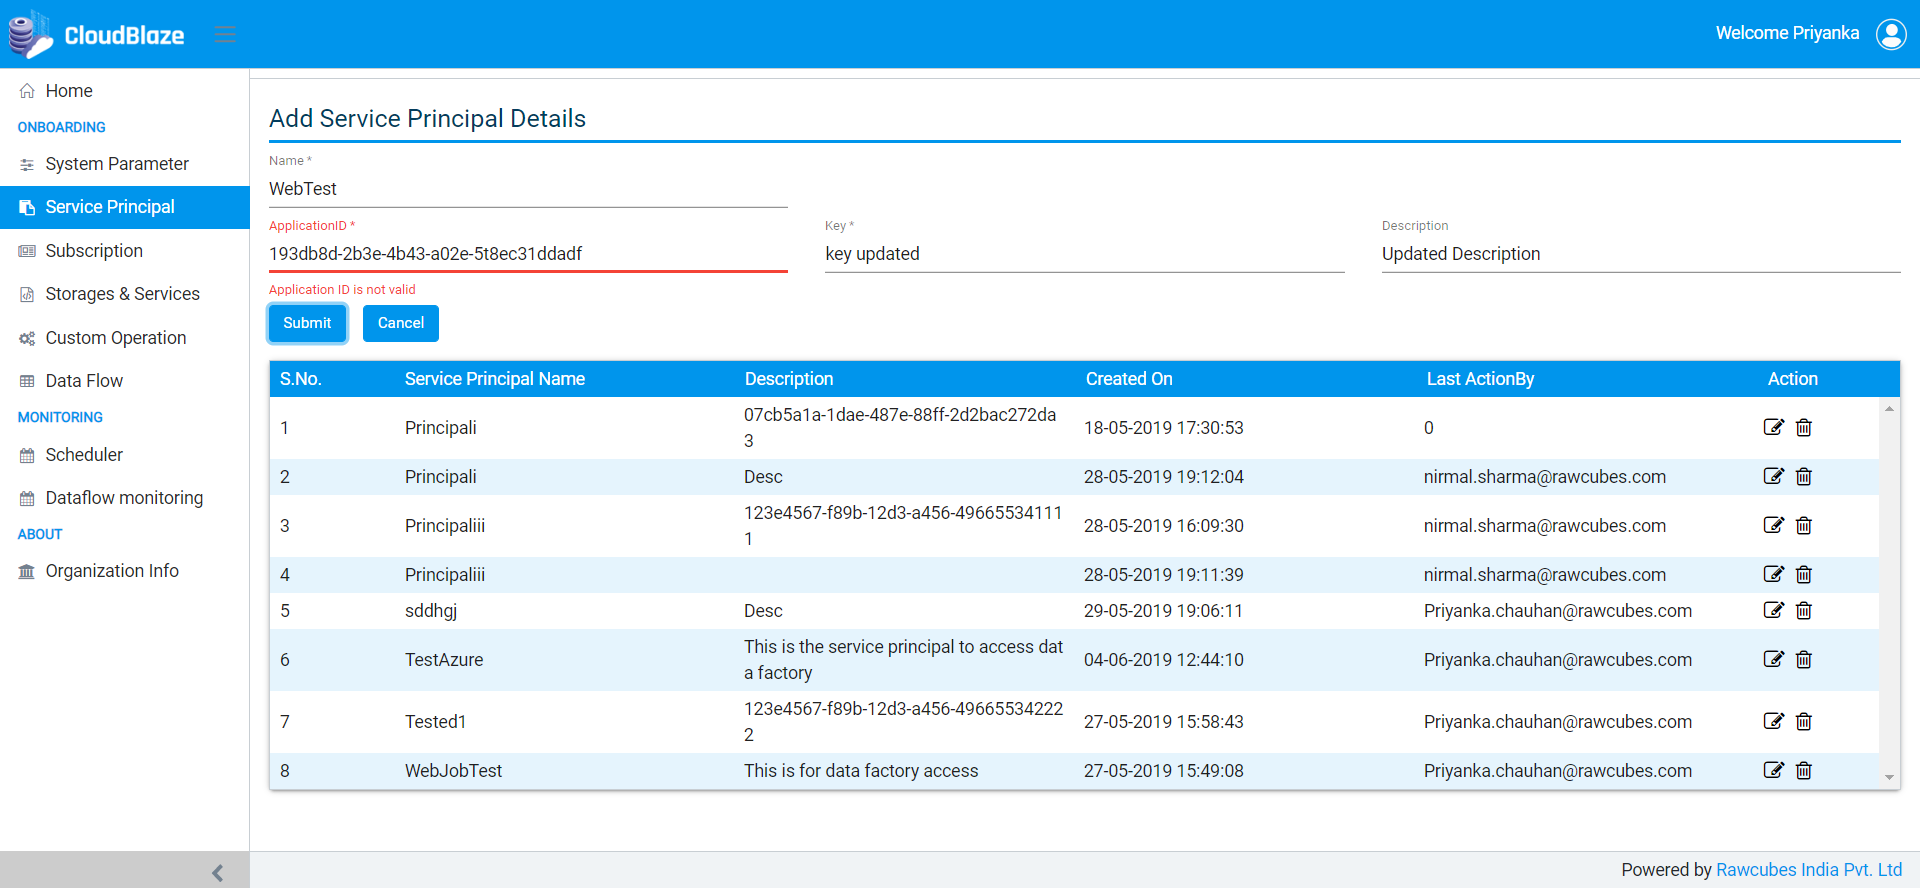 CloudBlaze
Welcome Priyanka
Home
ONBOARDING
System Parameter
Service Principal
Subscription
Storages & Services
Custom Operation
Data Flow
MONITORING
Scheduler
Dataflow monitoring
ABOUT
Organization Info
Add Service Principal Details
Name *
WebTest
ApplicationID * Key * Description
193db8d-2b3e-4b43-a02e-5t8ec31ddadf key updated Updated Description
Application ID is not valid
Submit Cancel
S.No. Service Principal Name Description Created On Last ActionBy Action
1 Principali 07cb5a1a-1dae-487e-88ff-2d2bac272da 18-05-2019 17:30:53 0
3
2 Principali Desc 28-05-2019 19:12:04 nirmal.sharma@rawcubes.com
3 Principaliii 123e4567-f89b-12d3-a456-49665534111 28-05-2019 16:09:30 nirmal.sharma@rawcubes.com
1
4 Principaliii 28-05-2019 19:11:39 nirmal.sharma@rawcubes.com
5 sddhgj Desc 29-05-2019 19:06:11 Priyanka.chauhan@rawcubes.com
6 TestAzure This is the service principal to access dat 04-06-2019 12:44:10 Priyanka.chauhan@rawcubes.com
a factory
7 Tested1 123e4567-f89b-12d3-a456-49665534222 27-05-2019 15:58:43 Priyanka.chauhan@rawcubes.com
2
8 WebJobTest This is for data factory access 27-05-2019 15:49:08 Priyanka.chauhan@rawcubes.com
Powered by Rawcubes India Pvt. Ltd